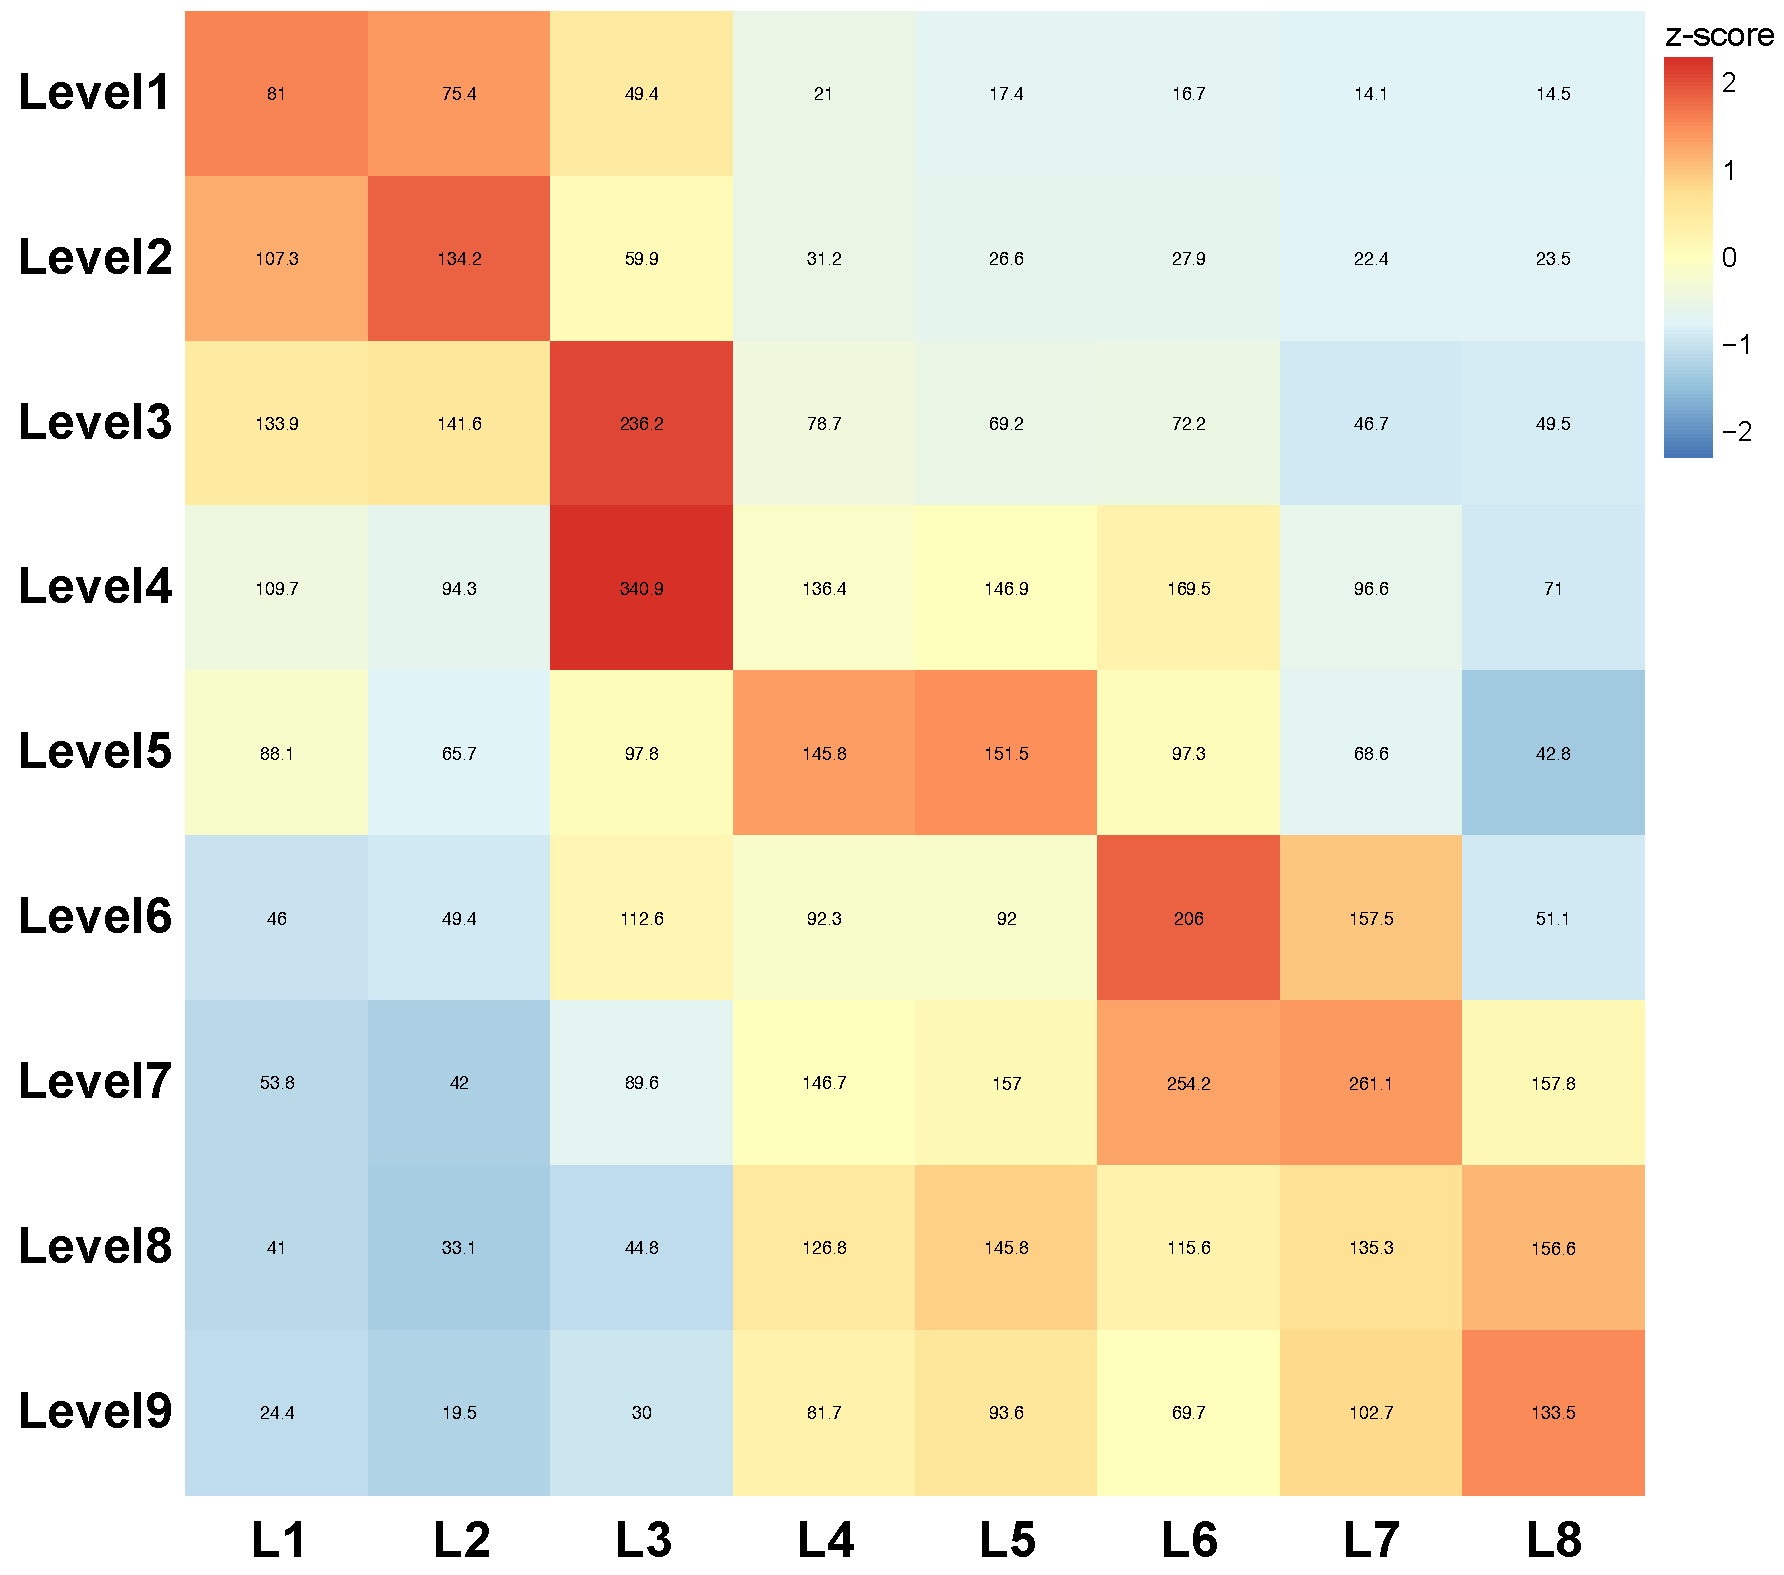 z-score
2
1
0
−1
−2
Level1 81 75.4 49.4 21 17.4 16.7 14.1 14.5
Level2 107.3 134.2 59.9 31.2 26.6 27.9 22.4 23.5
Level3 133.9 141.6 236.2 78.7 69.2 72.2 46.7 49.5
Level4 109.7 94.3 340.9 136.4 146.9 169.5 96.6 71
Level5 88.1 65.7 97.8 145.8 151.5 97.3 68.6 42.8
Level6 46 49.4 112.6 92.3 92 206 157.5 51.1
Level7 53.8 42 89.6 146.7 157 254.2 261.1 157.8
Level8 41 33.1 44.8 126.8 145.8 115.6 135.3 156.6
Level9 24.4 19.5 30 81.7 93.6 69.7 102.7 133.5
L1 L2 L3 L4 L5 L6 L7 L8